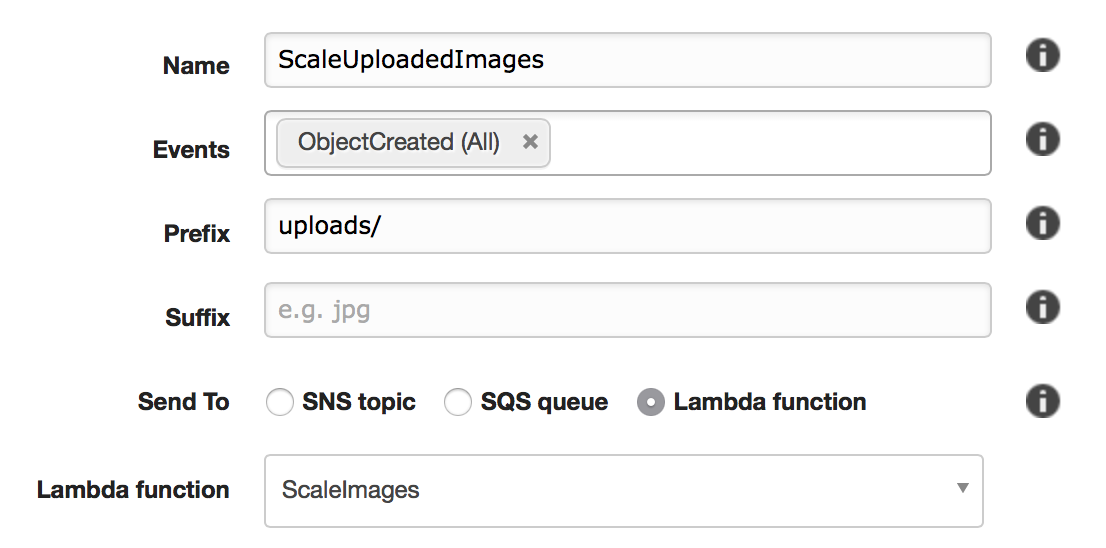 Name ScaleUploadedImages
Events ObjectCreated (All) ×
Prefix uploads/
Suffix e.g. jpg
Send To SNS topic SQS queue Lambda function
Lambda function ScaleImages